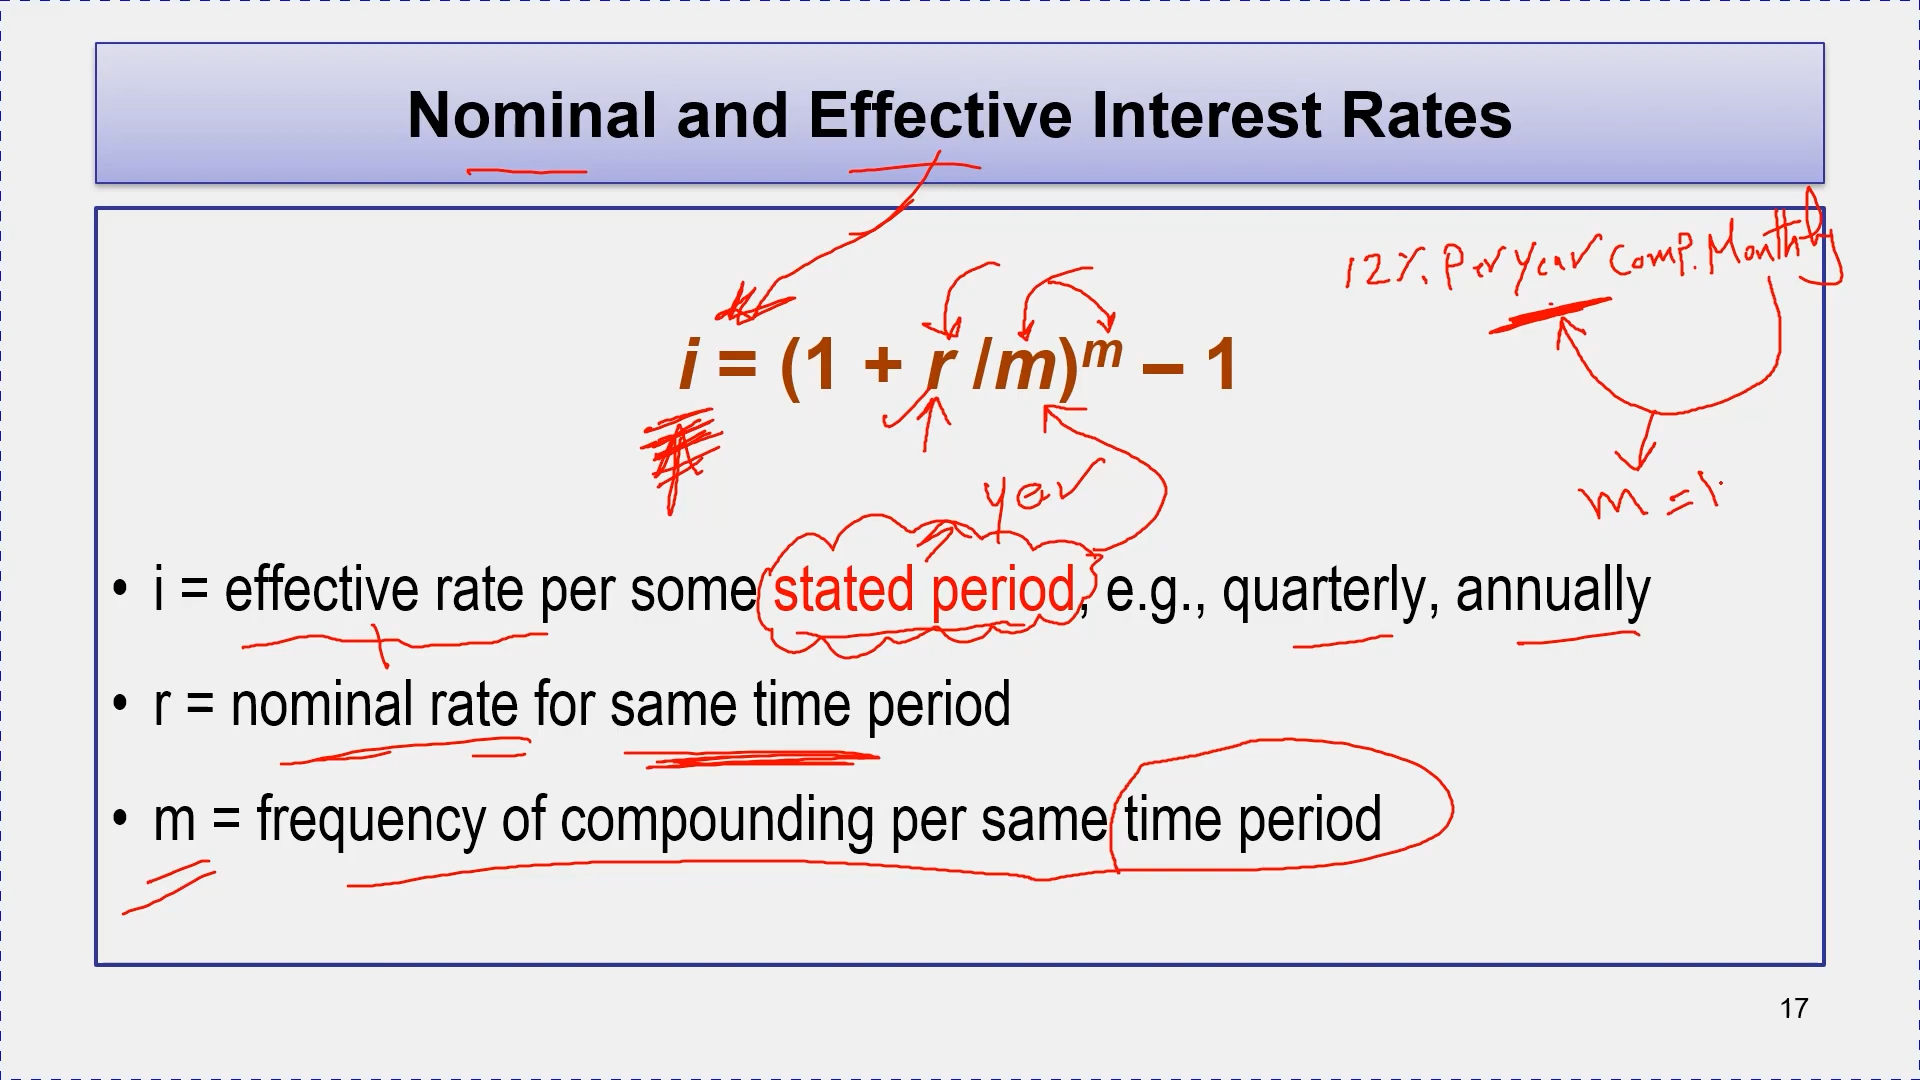 Nominal and Effective Interest Rates
12% Per Year Comp. Monthly
i = (1 + r /m)^m – 1
m = 1
year
• i = effective rate per some stated period, e.g., quarterly, annually
• r = nominal rate for same time period
• m = frequency of compounding per same time period
17